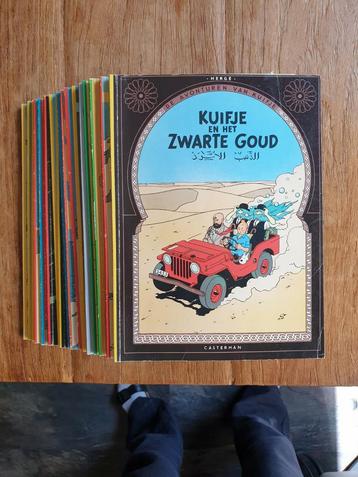 HERGÉ
DE AVONTUREN VAN KUIFJE
KUIFJE
EN HET
ZWARTE GOUD
الذهب الأسود
CASTERMAN